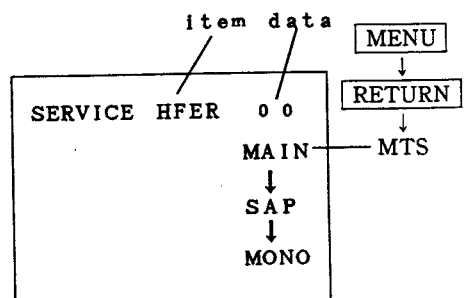 item data
MENU
RETURN
SERVICE HFER 00
MAIN MTS
SAP
MONO